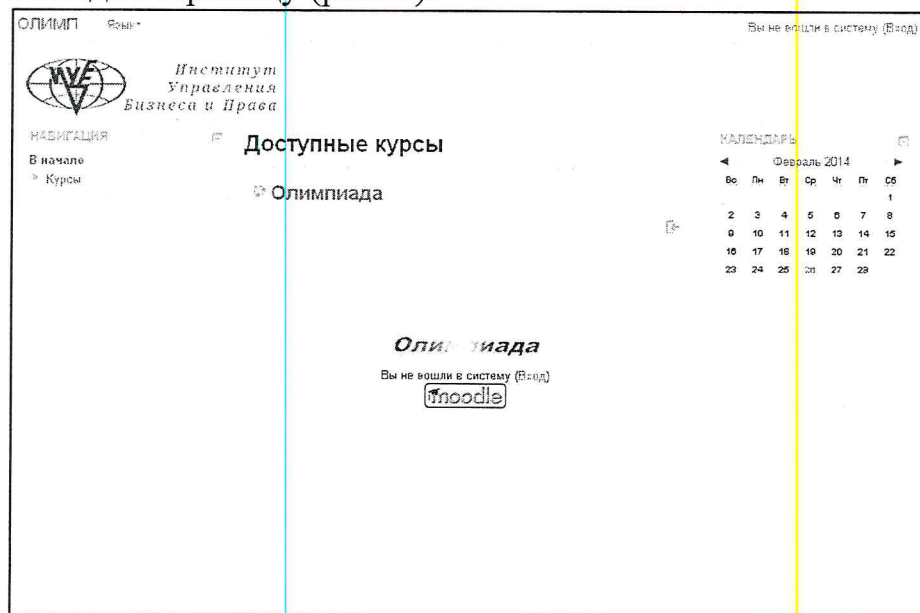 ОЛИМП Язык
Вы не вошли в систему (Вход)
Институт
Управления
Бизнеса и Права
НАВИГАЦИЯ
В начало
Курсы
Доступные курсы
Олимпиада
КАЛЕНДАРЬ
◄ Февраль 2014 ►
Вс Пн Вт Ср Чт Пт Сб
1
2 3 4 5 6 7 8
9 10 11 12 13 14 15
16 17 18 19 20 21 22
23 24 25 26 27 28
Вы не вошли в систему (Вход)
moodle